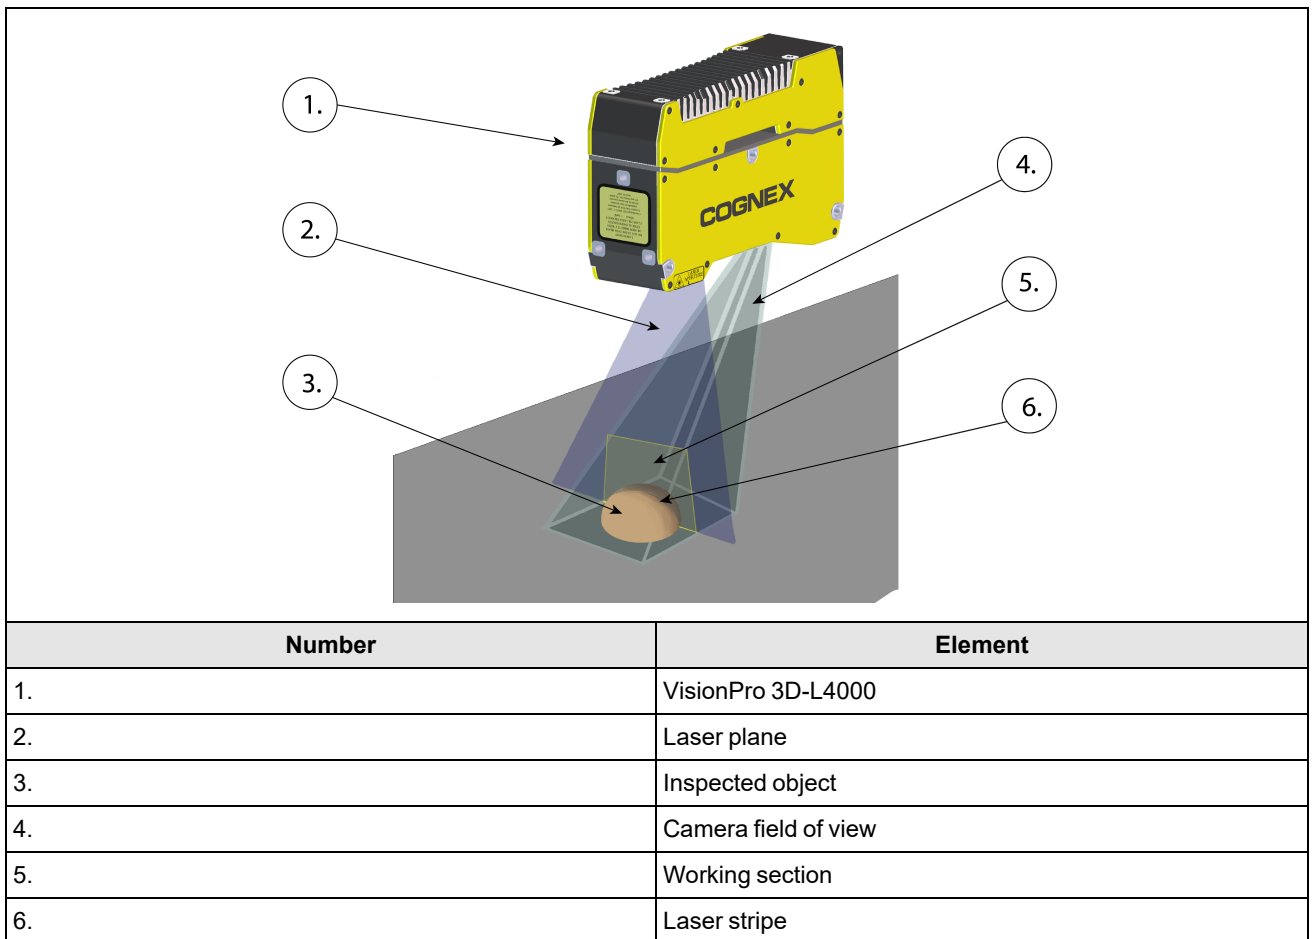 1.
4.
2.
COGNEX
5.
3.
6.
Number Element
1. VisionPro 3D-L4000
2. Laser plane
3. Inspected object
4. Camera field of view
5. Working section
6. Laser stripe